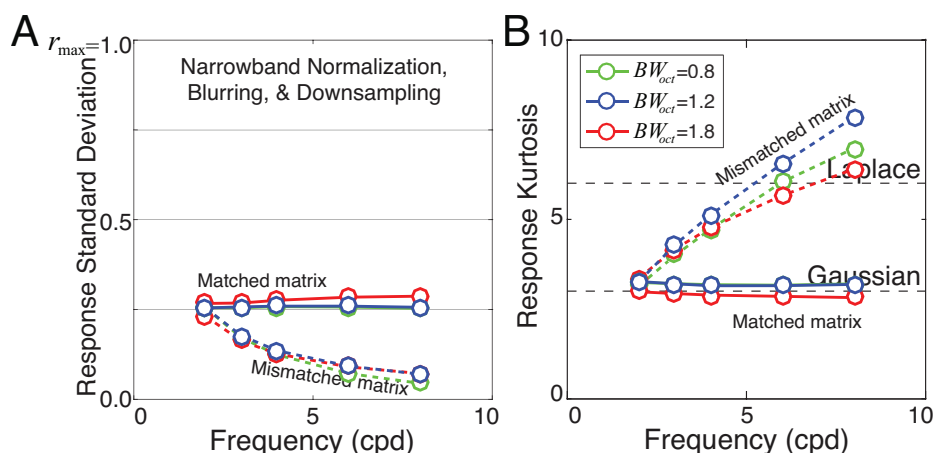 A
r_max=1.0
Narrowband Normalization,
Blurring, & Downsampling
Response Standard Deviation
0.5
Matched matrix
Mismatched matrix
0.0
0
5
10
Frequency (cpd)
B
10
BW_oct=0.8
BW_oct=1.2
BW_oct=1.8
Mismatched matrix
Laplace
Response Kurtosis
5
Gaussian
Matched matrix
0
0
5
10
Frequency (cpd)